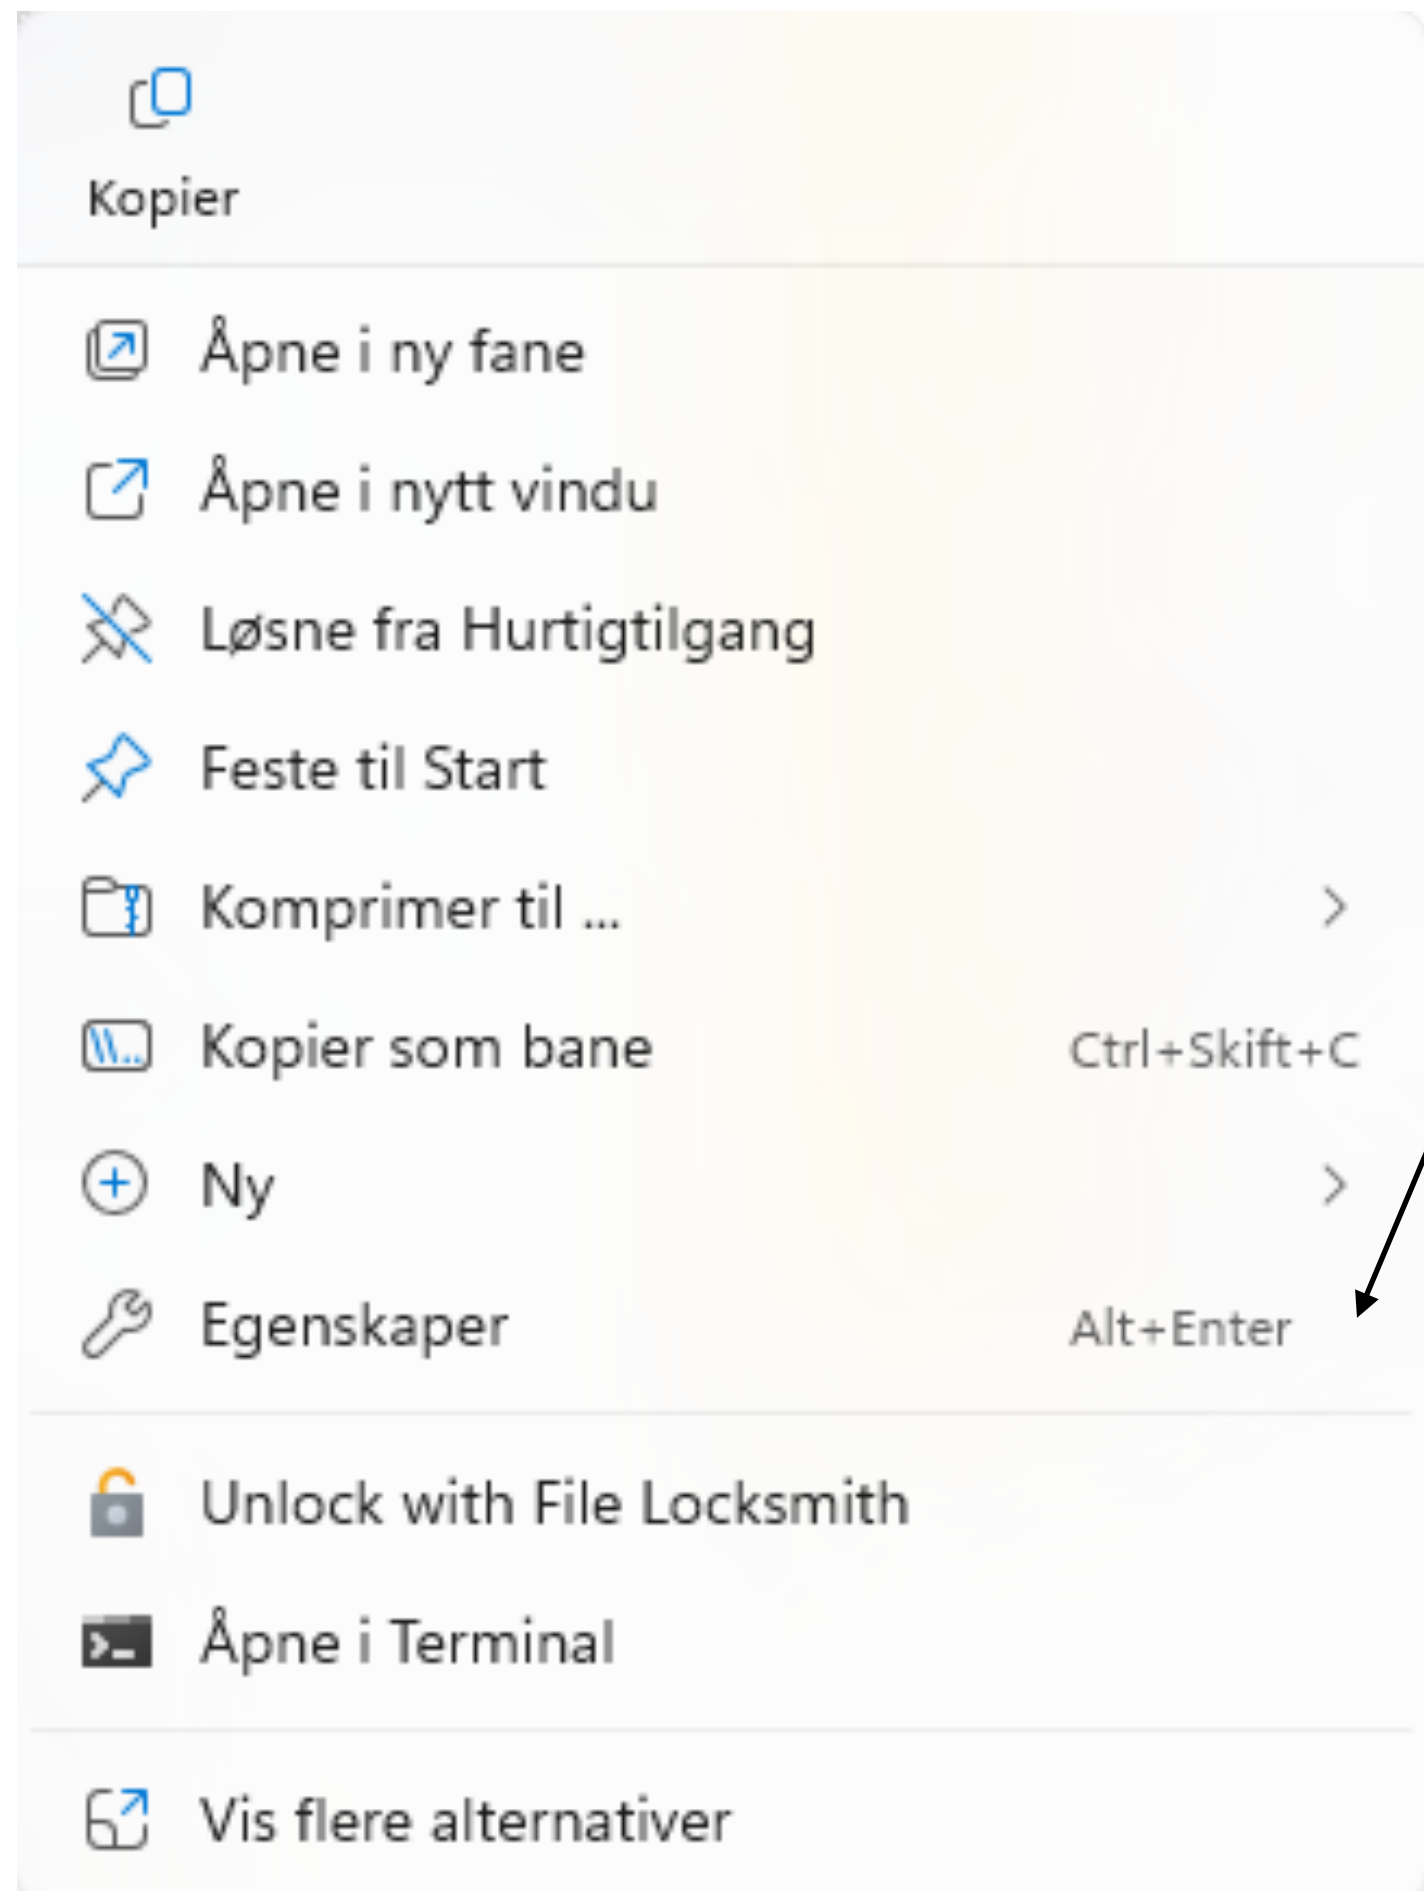 Kopier
Åpne i ny fane
Åpne i nytt vindu
Løsne fra Hurtigtilgang
Feste til Start
Komprimer til ...
Kopier som bane Ctrl+Skift+C
Ny
Egenskaper Alt+Enter
Unlock with File Locksmith
Åpne i Terminal
Vis flere alternativer